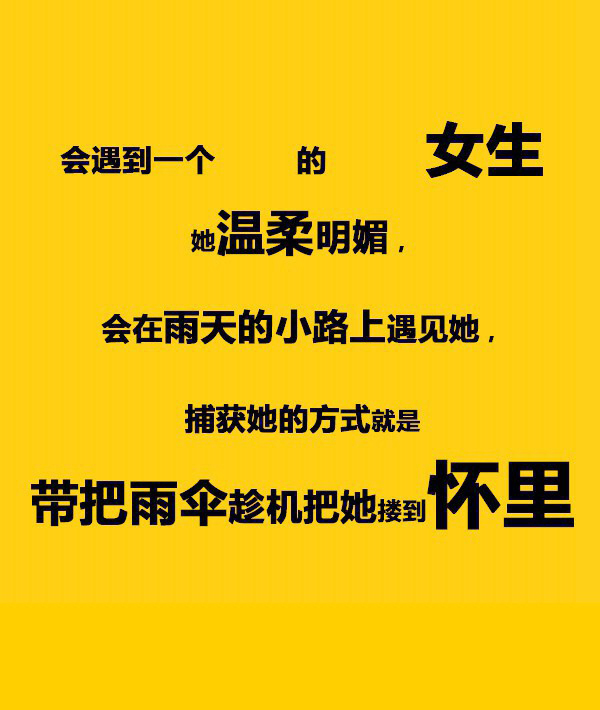 会遇到一个 的 女生
她温柔明媚，
会在雨天的小路上遇见她，
捕获她的方式就是
带把雨伞趁机把她搂到怀里